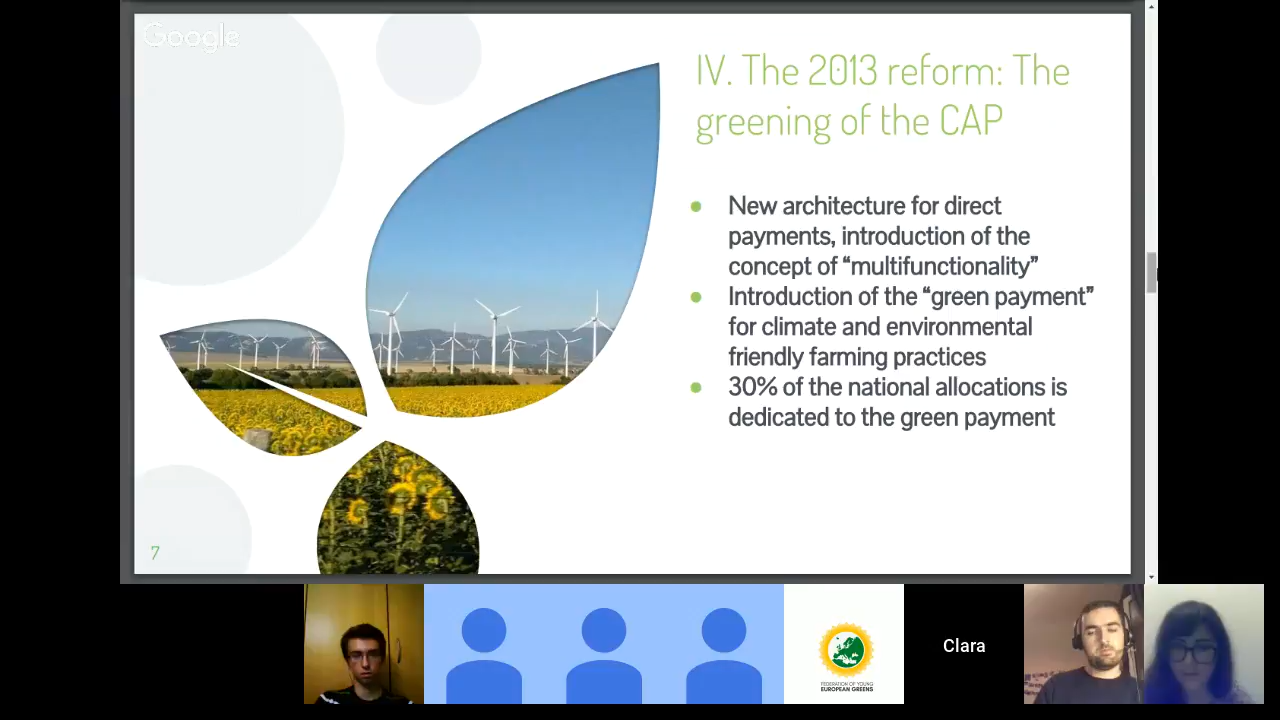 Google
IV. The 2013 reform: The
greening of the CAP
● New architecture for direct
payments, introduction of the
concept of “multifunctionality”
● Introduction of the “green payment”
for climate and environmental
friendly farming practices
● 30% of the national allocations is
dedicated to the green payment
7
FEDERATION OF YOUNG
EUROPEAN GREENS
Clara